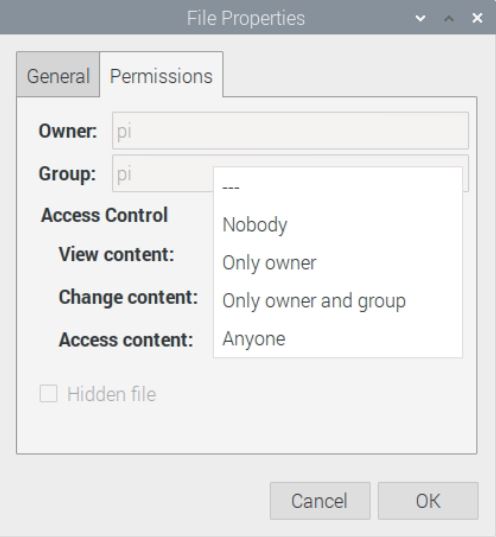 File Properties
General Permissions
Owner: pi
Group: pi
---
Access Control
Nobody
View content:
Only owner
Change content:
Only owner and group
Access content:
Anyone
Hidden file
Cancel OK